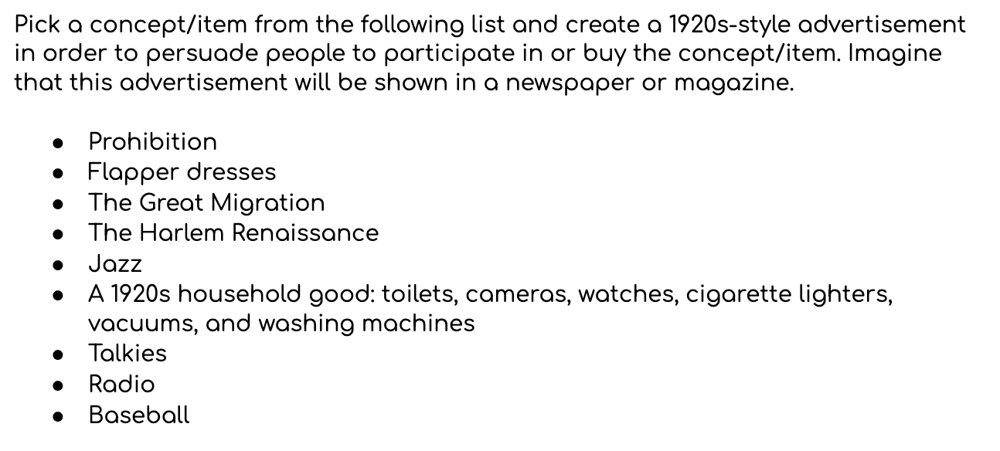 Pick a concept/item from the following list and create a 1920s-style advertisement
in order to persuade people to participate in or buy the concept/item. Imagine
that this advertisement will be shown in a newspaper or magazine.
● Prohibition
● Flapper dresses
● The Great Migration
● The Harlem Renaissance
● Jazz
● A 1920s household good: toilets, cameras, watches, cigarette lighters,
vacuums, and washing machines
● Talkies
● Radio
● Baseball